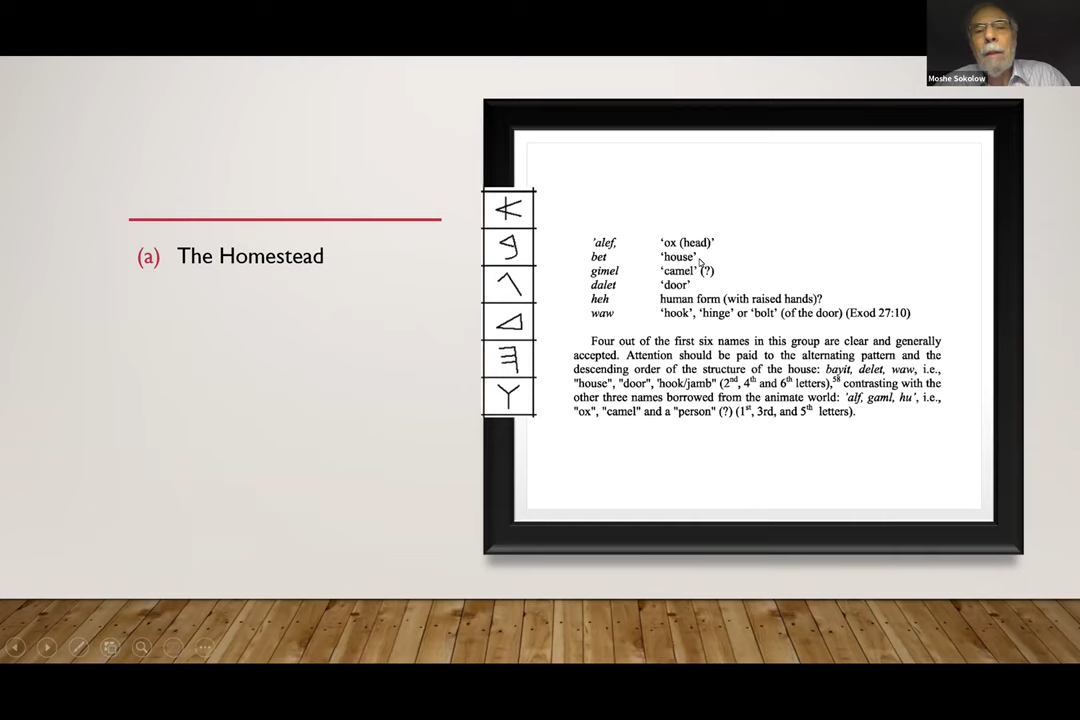 Moshe Sokolow
(a) The Homestead
'alef, 'ox (head)'
bet 'house'
gimel 'camel' (?)
dalet 'door'
heh human form (with raised hands)?
waw 'hook', 'hinge' or 'bolt' (of the door) (Exod 27:10)
Four out of the first six names in this group are clear and generally
accepted. Attention should be paid to the alternating pattern and the
descending order of the structure of the house: bayit, delet, waw, i.e.,
"house", "door", 'hook/jamb" (2nd, 4th and 6th letters),58 contrasting with the
other three names borrowed from the animate world: 'alf, gaml, hu', i.e.,
"ox", "camel" and a "person" (?) (1st, 3rd, and 5th letters).
𐤀
𐤁
𐤂
𐤃
𐤄
𐤅